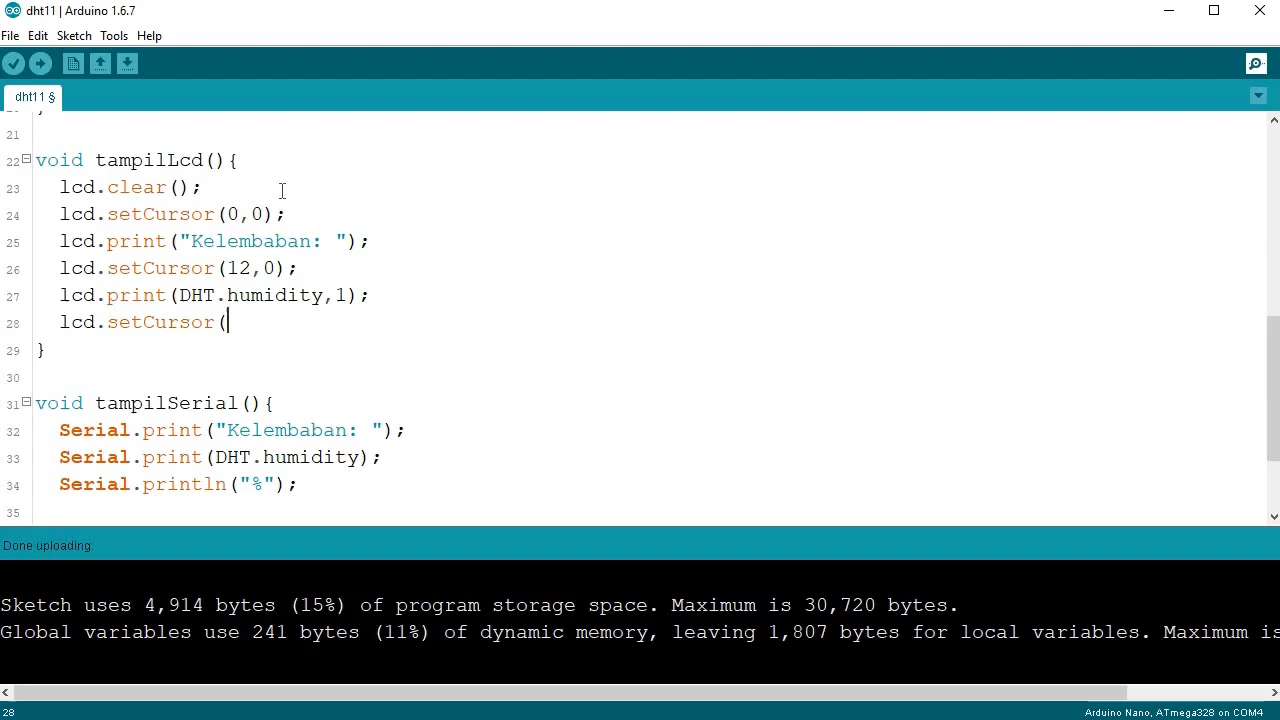 dht11 | Arduino 1.6.7
File Edit Sketch Tools Help
dht11 §
21
22 void tampilLcd(){
23 lcd.clear();
24 lcd.setCursor(0,0);
25 lcd.print("Kelembaban: ");
26 lcd.setCursor(12,0);
27 lcd.print(DHT.humidity,1);
28 lcd.setCursor(
29 }
30
31 void tampilSerial(){
32 Serial.print("Kelembaban: ");
33 Serial.print(DHT.humidity);
34 Serial.println("%");
35
Done uploading.
Sketch uses 4,914 bytes (15%) of program storage space. Maximum is 30,720 bytes.
Global variables use 241 bytes (11%) of dynamic memory, leaving 1,807 bytes for local variables. Maximum is
28 Arduino Nano, ATmega328 on COM4